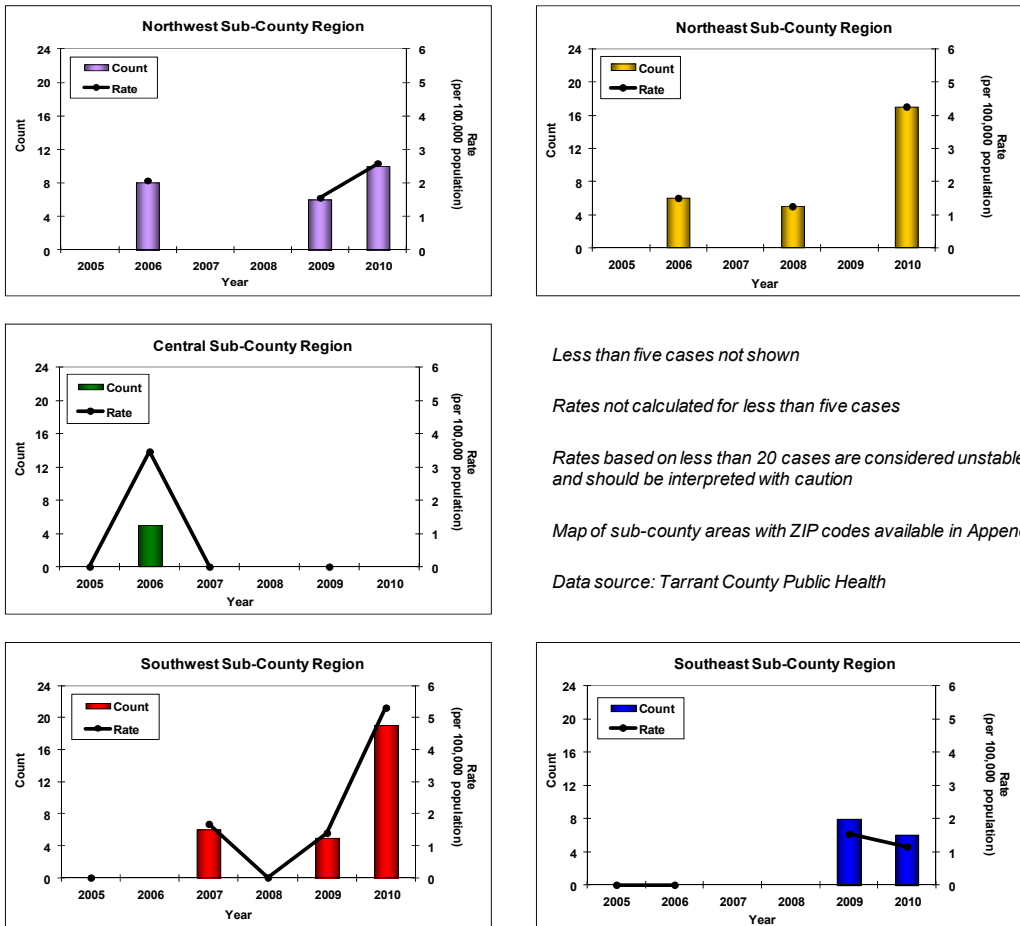 Northwest Sub-County Region
24
20
16
12
8
4
0
Count
6
5
4
3
2
1
0
Rate
(per 100,000 population)
Count
Rate
2005 2006 2007 2008 2009 2010
Year
Northeast Sub-County Region
24
20
16
12
8
4
0
Count
6
5
4
3
2
1
0
Rate
(per 100,000 population)
Count
Rate
2005 2006 2007 2008 2009 2010
Year
Central Sub-County Region
24
20
16
12
8
4
0
Count
6
5
4
3
2
1
0
Rate
(per 100,000 population)
Count
Rate
2005 2006 2007 2008 2009 2010
Year
Less than five cases not shown
Rates not calculated for less than five cases
Rates based on less than 20 cases are considered unstable
and should be interpreted with caution
Map of sub-county areas with ZIP codes available in Appen
Data source: Tarrant County Public Health
Southwest Sub-County Region
24
20
16
12
8
4
0
Count
6
5
4
3
2
1
0
Rate
(per 100,000 population)
Count
Rate
2005 2006 2007 2008 2009 2010
Year
Southeast Sub-County Region
24
20
16
12
8
4
0
Count
6
5
4
3
2
1
0
Rate
(per 100,000 population)
Count
Rate
2005 2006 2007 2008 2009 2010
Year